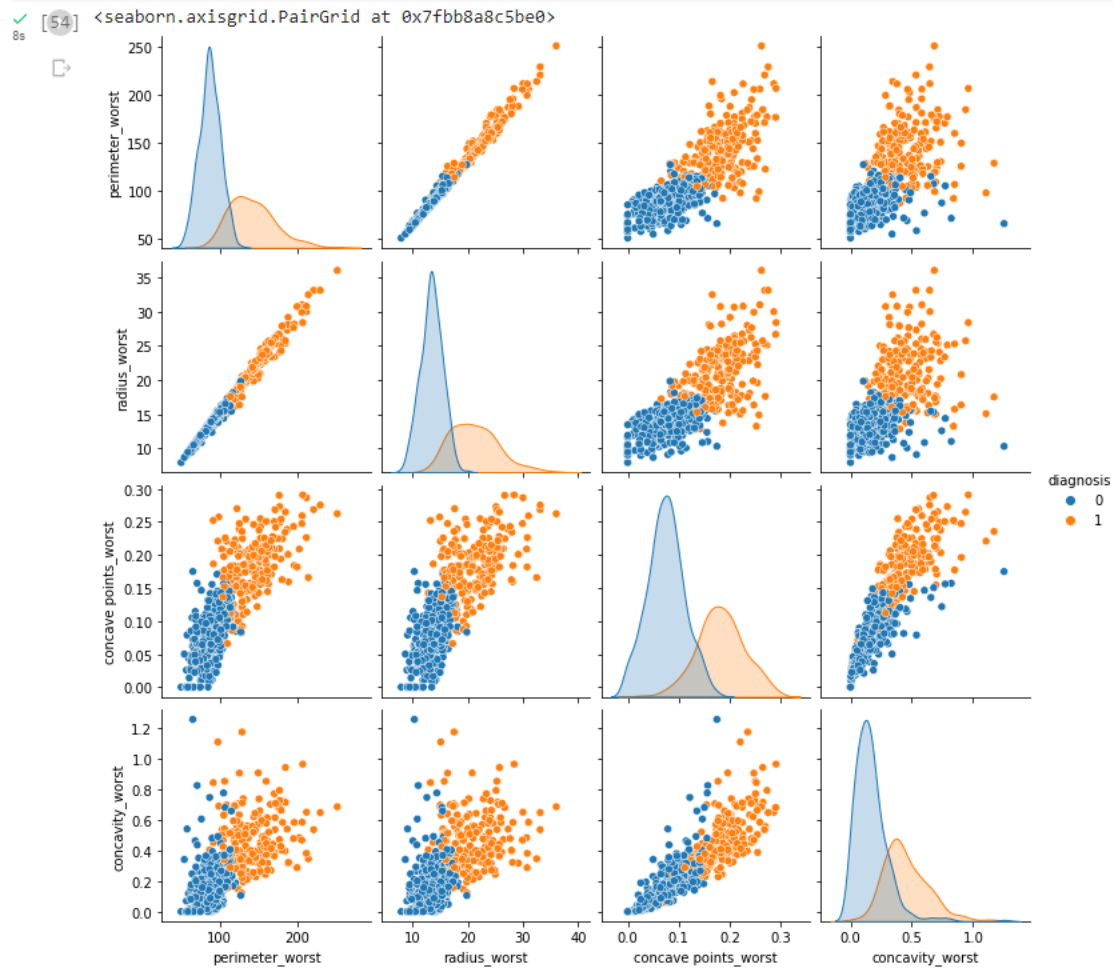 [54] <seaborn.axisgrid.PairGrid at 0x7fbb8a8c5be0>
8s
perimeter_worst
250
200
150
100
50
radius_worst
35
30
25
20
15
10
concave points_worst
0.30
0.25
0.20
0.15
0.10
0.05
0.00
concavity_worst
1.2
1.0
0.8
0.6
0.4
0.2
0.0
diagnosis
0
1
100 200
perimeter_worst
10 20 30 40
radius_worst
0.0 0.1 0.2 0.3
concave points_worst
0.0 0.5 1.0
concavity_worst